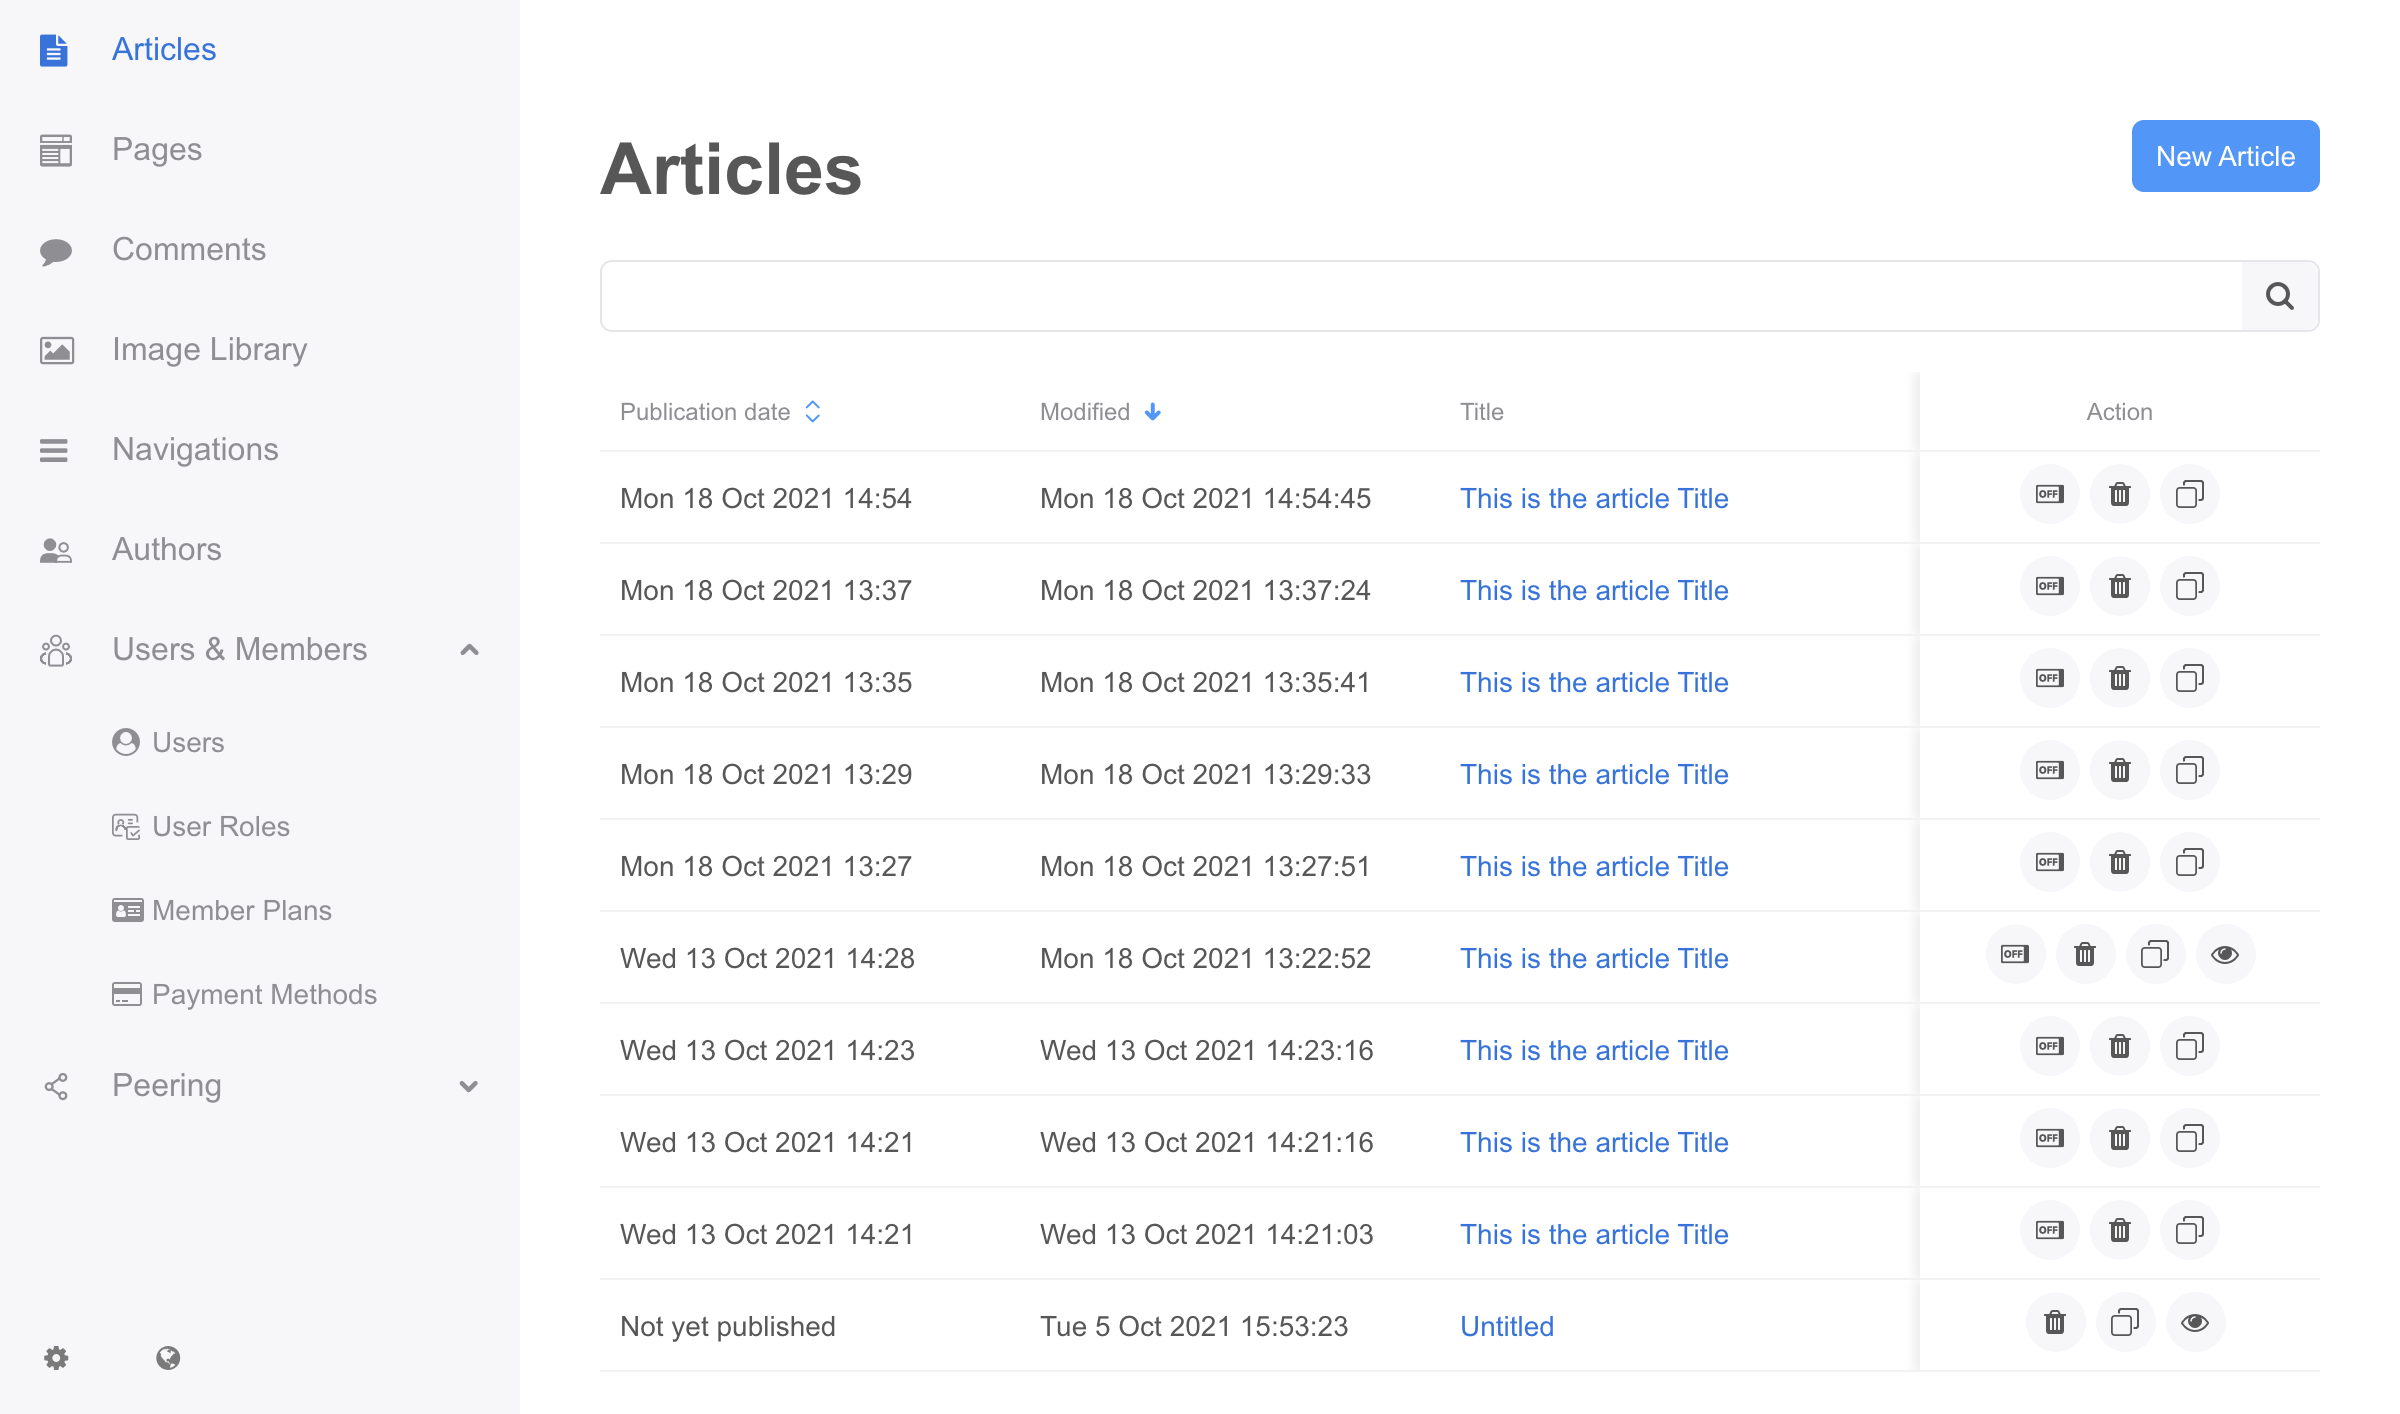 Articles
Pages
Comments
Image Library
Navigations
Authors
Users & Members
Users
User Roles
Member Plans
Payment Methods
Peering
Articles
New Article
Publication date Modified Title Action
Mon 18 Oct 2021 14:54 Mon 18 Oct 2021 14:54:45 This is the article Title OFF
Mon 18 Oct 2021 13:37 Mon 18 Oct 2021 13:37:24 This is the article Title OFF
Mon 18 Oct 2021 13:35 Mon 18 Oct 2021 13:35:41 This is the article Title OFF
Mon 18 Oct 2021 13:29 Mon 18 Oct 2021 13:29:33 This is the article Title OFF
Mon 18 Oct 2021 13:27 Mon 18 Oct 2021 13:27:51 This is the article Title OFF
Wed 13 Oct 2021 14:28 Mon 18 Oct 2021 13:22:52 This is the article Title OFF
Wed 13 Oct 2021 14:23 Wed 13 Oct 2021 14:23:16 This is the article Title OFF
Wed 13 Oct 2021 14:21 Wed 13 Oct 2021 14:21:16 This is the article Title OFF
Wed 13 Oct 2021 14:21 Wed 13 Oct 2021 14:21:03 This is the article Title OFF
Not yet published Tue 5 Oct 2021 15:53:23 Untitled